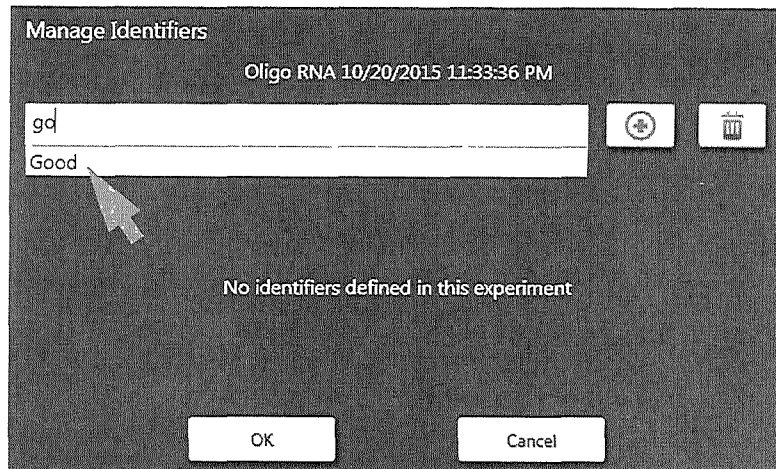 Manage Identifiers
Oligo RNA 10/20/2015 11:33:36 PM
go
Good
No identifiers defined in this experiment
OK
Cancel